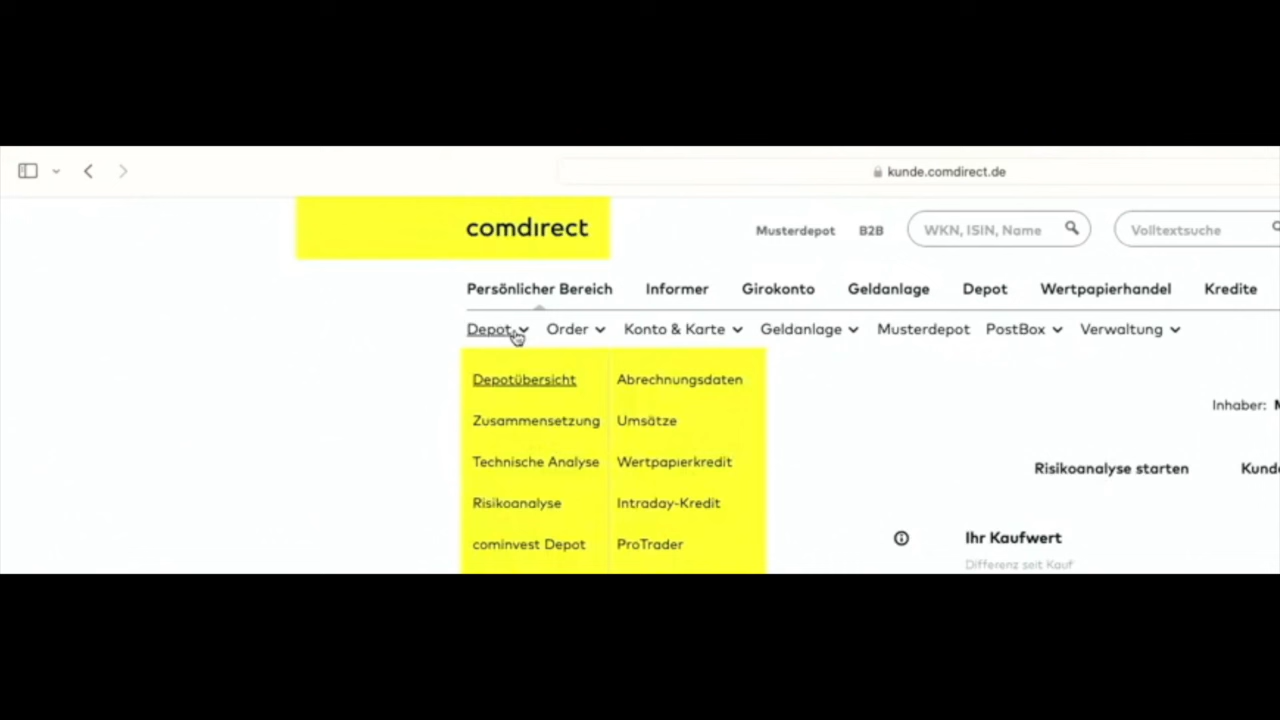 kunde.comdirect.de
comdirect
Musterdepot B2B WKN, ISIN, Name Volltextsuche
Persönlicher Bereich Informer Girokonto Geldanlage Depot Wertpapierhandel Kredite
Depot Order Konto & Karte Geldanlage Musterdepot PostBox Verwaltung
Depotübersicht Abrechnungsdaten
Inhaber:
Zusammensetzung Umsätze
Technische Analyse Wertpapierkredit
Risikoanalyse starten
Risikoanalyse Intraday-Kredit
cominvest Depot ProTrader
Ihr Kaufwert
Differenz seit Kauf